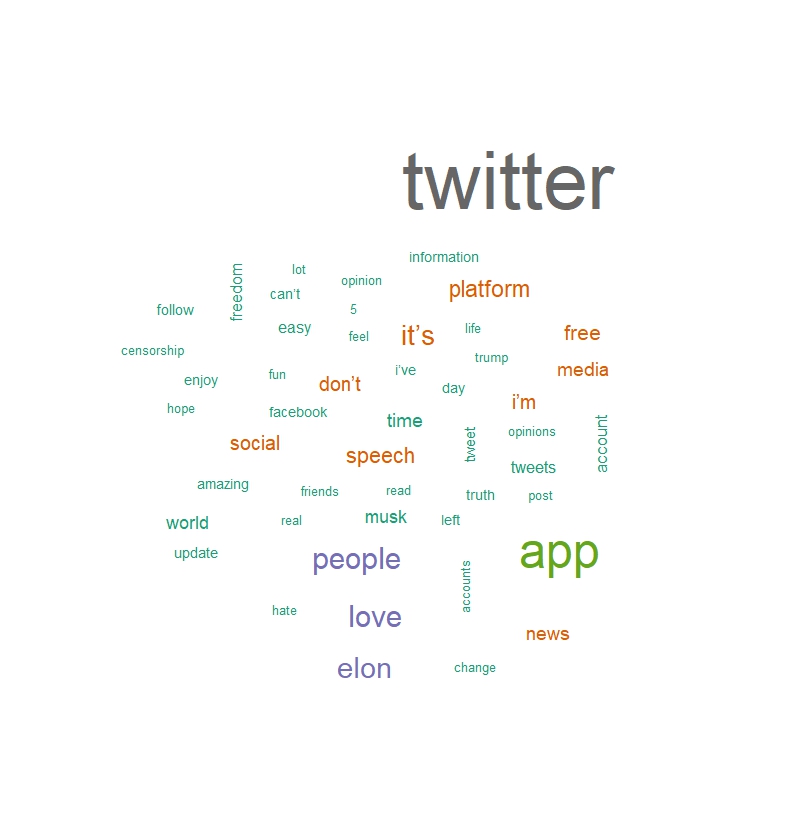 twitter
information
lot
freedom
opinion
can't
platform
follow
5
easy
feel
it's
life
free
censorship
trump
enjoy
fun
don't
i've
media
day
hope
facebook
i'm
time
social
speech
tweet
opinions
account
tweets
amazing
friends
read
truth
post
world
real
musk
left
update
people
app
accounts
hate
love
news
elon
change